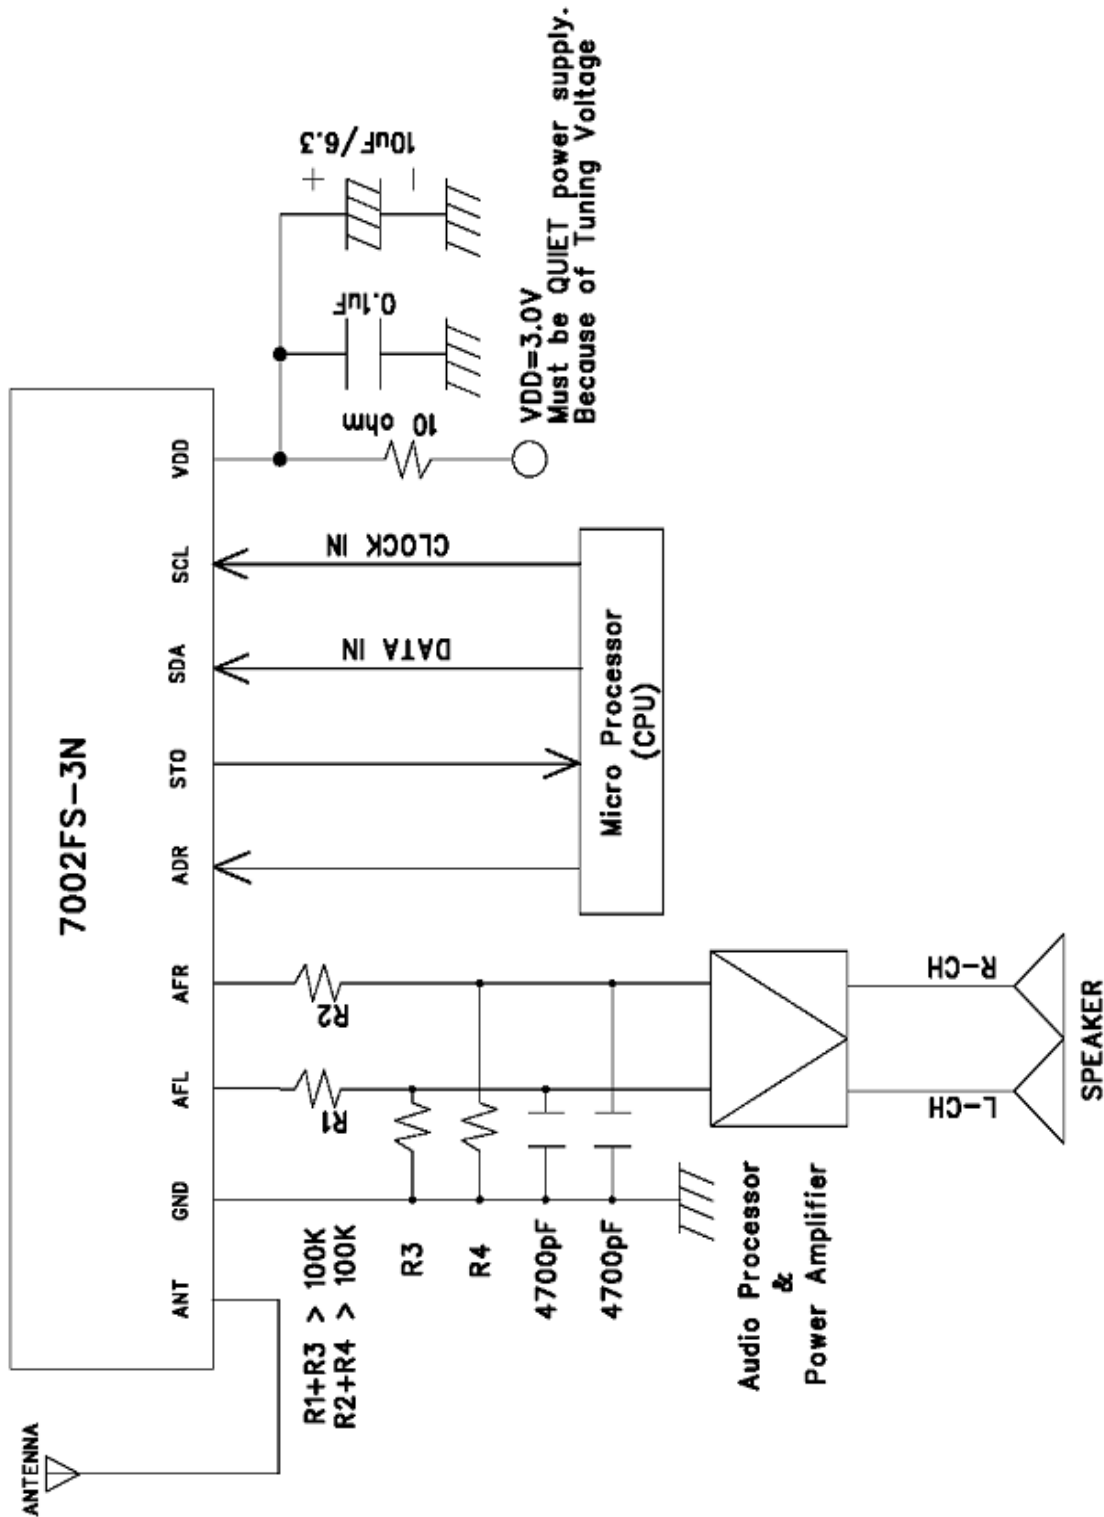 ANTENNA
7002FS-3N
ANT
GND
AFL
AFR
ADR
STO
SDA
SCL
VDD
R1+R3 > 100K
R2+R4 > 100K
R1
R2
R3
R4
4700pF
4700pF
DATA IN
CLOCK IN
10 ohm
0.1uF
+
10uF/6.3
-
VDD=3.0V
Must be QUIET power supply.
Because of Tuning Voltage
Micro Processor
(CPU)
Audio Processor
&
Power Amplifier
L-CH
R-CH
SPEAKER